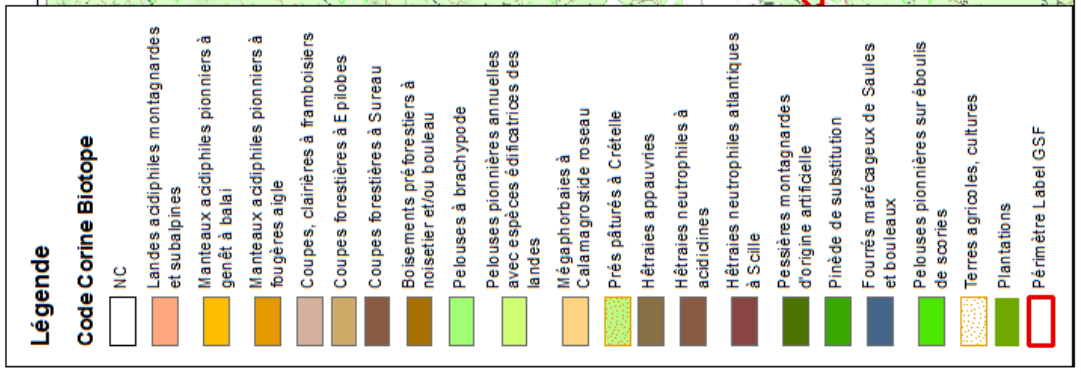 Légende
Code Corine Biotope
NC
Landes acidiphiles montagnardes
et subalpines
Manteaux acidiphiles pionniers à
genêt à balai
Manteaux acidiphiles pionniers à
fougères aigle
Coupes, clairières à framboisiers
Coupes forestières à Epilobes
Coupes forestières à Sureau
Boisements préforestiers à
noisetier et/ou bouleau
Pelouses à brachypode
Pelouses pionnières annuelles
avec espèces édificatrices des
landes
Mégaphorbaies à
Calamagrostide roseau
Prés pâturés à Crételle
Hêtraies appauvries
Hêtraies neutrophiles à
acidiclines
Hêtraies neutrophiles atlantiques
à Scille
Pessières montagnardes
d'origine artificielle
Pinède de substitution
Fourrés marécageux de Saules
et bouleaux
Pelouses pionnières sur éboulis
de scories
Terres agricoles, cultures
Plantations
Périmètre Label GSF